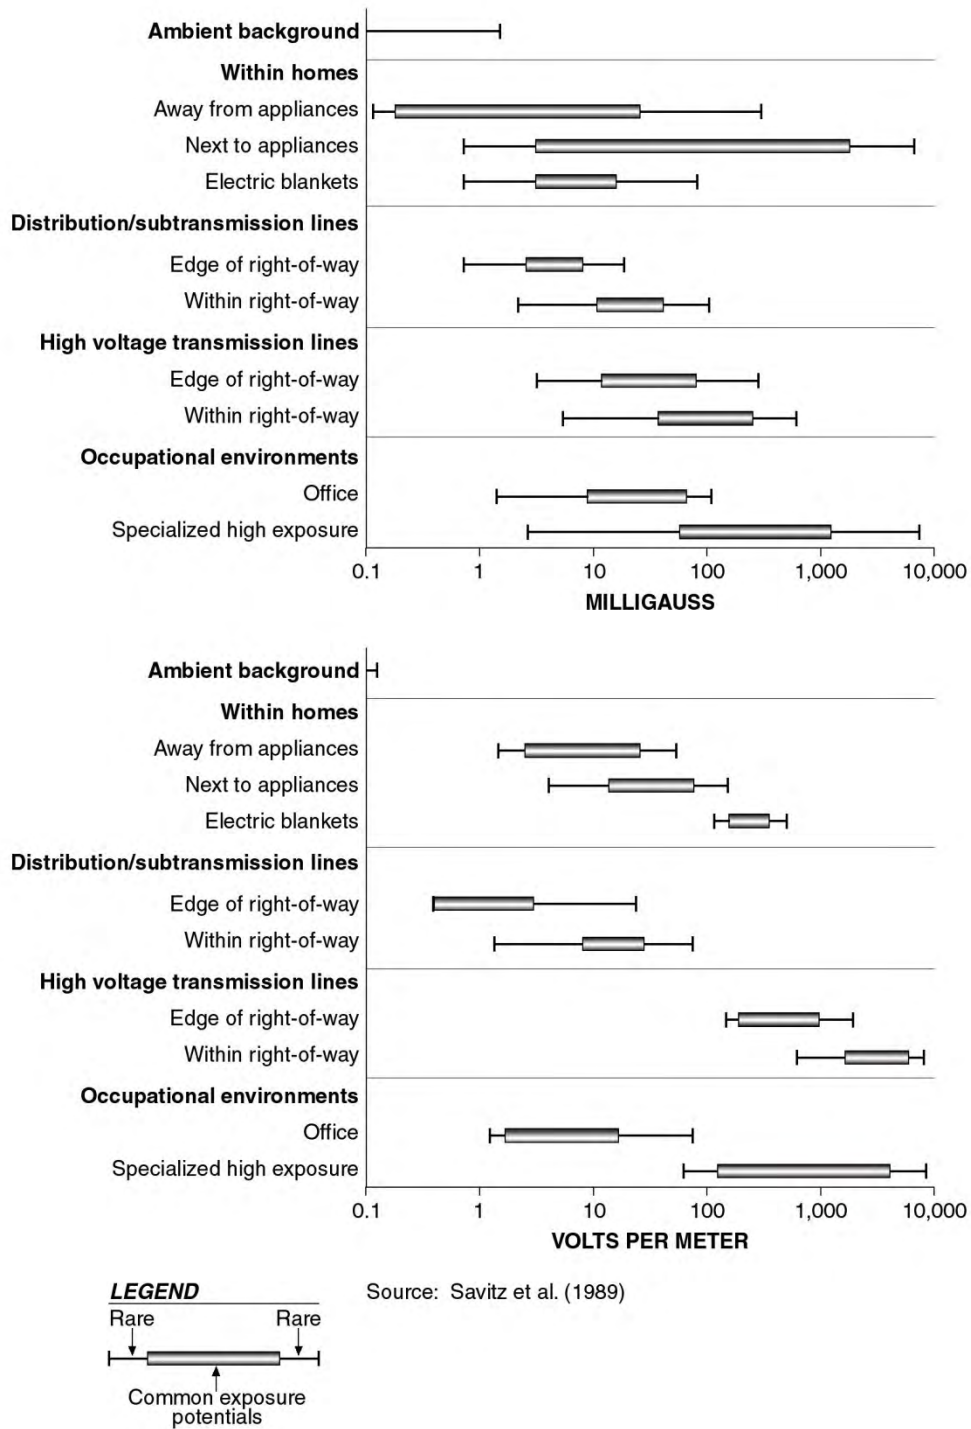 Ambient background
Within homes
Away from appliances
Next to appliances
Electric blankets
Distribution/subtransmission lines
Edge of right-of-way
Within right-of-way
High voltage transmission lines
Edge of right-of-way
Within right-of-way
Occupational environments
Office
Specialized high exposure
0.1 1 10 100 1,000 10,000
MILLIGAUSS
Ambient background
Within homes
Away from appliances
Next to appliances
Electric blankets
Distribution/subtransmission lines
Edge of right-of-way
Within right-of-way
High voltage transmission lines
Edge of right-of-way
Within right-of-way
Occupational environments
Office
Specialized high exposure
0.1 1 10 100 1,000 10,000
VOLTS PER METER
LEGEND
Source: Savitz et al. (1989)
Rare Rare
Common exposure
potentials